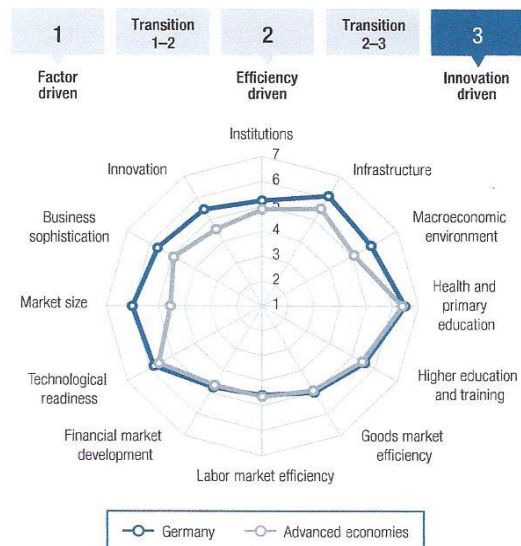 1
Transition
1–2
2
Transition
2–3
3
Factor
driven
Efficiency
driven
Innovation
driven
Institutions
7
6
5
4
3
2
1
Infrastructure
Macroeconomic
environment
Health and
primary
education
Higher education
and training
Goods market
efficiency
Labor market efficiency
Financial market
development
Technological
readiness
Market size
Business
sophistication
Innovation
Germany
Advanced economies